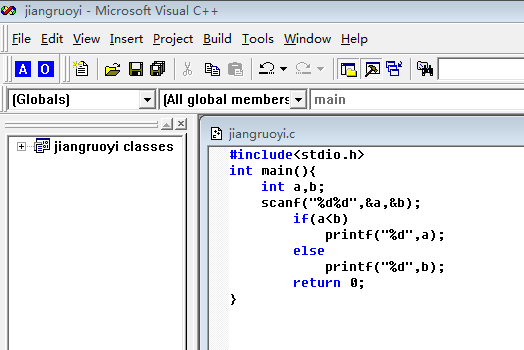 jiangruoyi - Microsoft Visual C++
File Edit View Insert Project Build Tools Window Help
A O
(Globals) (All global members main
jiangruoyi classes
jiangruoyi.c
#include<stdio.h>
int main(){
int a,b;
scanf("%d%d",&a,&b);
if(a<b)
printf("%d",a);
else
printf("%d",b);
return 0;
}